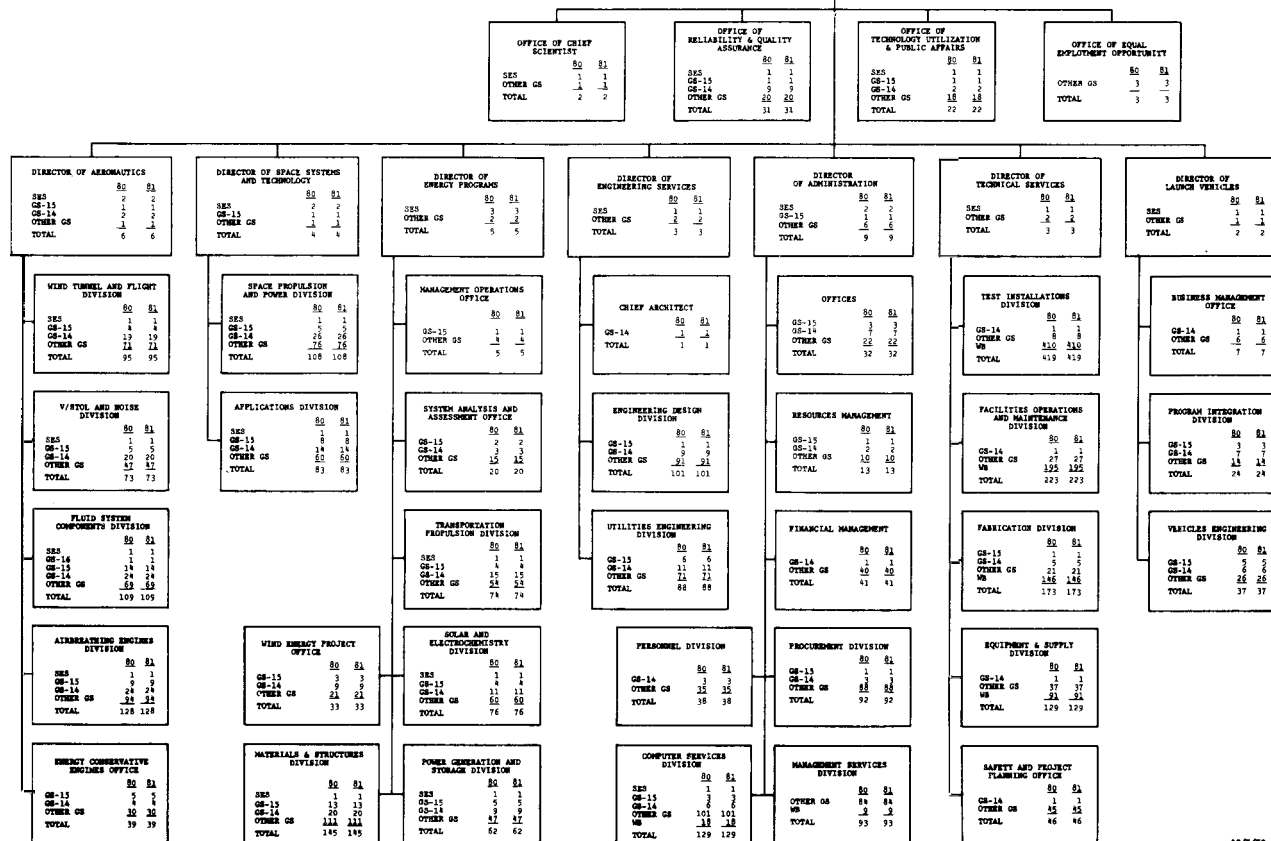 OFFICE OF CHIEF
SCIENTIST
80 81
SES 1 1
OTHER GS 1 1
TOTAL 2 2
OFFICE OF
RELIABILITY & QUALITY
ASSURANCE
80 81
SES 1 1
GS-15 1 1
GS-14 9 9
OTHER GS 20 20
TOTAL 31 31
OFFICE OF
TECHNOLOGY UTILIZATION
& PUBLIC AFFAIRS
80 81
SES 1 1
GS-15 1 1
GS-14 2 2
OTHER GS 18 18
TOTAL 22 22
OFFICE OF EQUAL
EMPLOYMENT OPPORTUNITY
80 81
OTHER GS 3 3
TOTAL 3 3
DIRECTOR OF AERONAUTICS
80 81
SES 2 2
GS-15 1 1
GS-14 2 2
OTHER GS 1 1
TOTAL 6 6
DIRECTOR OF SPACE SYSTEMS
AND TECHNOLOGY
80 81
SES 2 2
GS-15 1 1
OTHER GS 1 1
TOTAL 4 4
DIRECTOR OF
ENERGY PROGRAMS
80 81
SES 3 3
OTHER GS 2 2
TOTAL 5 5
DIRECTOR OF
ENGINEERING SERVICES
80 81
SES 1 1
OTHER GS 2 2
TOTAL 3 3
DIRECTOR
OF ADMINISTRATION
80 81
SES 2 2
GS-15 1 1
OTHER GS 6 6
TOTAL 9 9
DIRECTOR OF
TECHNICAL SERVICES
80 81
SES 1 1
OTHER GS 2 2
TOTAL 3 3
DIRECTOR OF
LAUNCH VEHICLES
80 81
SES 1 1
OTHER GS 1 1
TOTAL 2 2
WIND TUNNEL AND FLIGHT
DIVISION
80 81
SES 1 1
GS-15 4 4
GS-14 19 19
OTHER GS 71 71
TOTAL 95 95
SPACE PROPULSION
AND POWER DIVISION
80 81
SES 1 1
GS-15 5 5
GS-14 26 26
OTHER GS 76 76
TOTAL 108 108
MANAGEMENT OPERATIONS
OFFICE
80 81
GS-15 1 1
OTHER GS 4 4
TOTAL 5 5
CHIEF ARCHITECT
80 81
GS-14 1 1
TOTAL 1 1
OFFICES
80 81
GS-15 3 3
GS-14 7 7
OTHER GS 22 22
TOTAL 32 32
TEST INSTALLATIONS
DIVISION
80 81
GS-14 1 1
OTHER GS 8 8
WB 410 410
TOTAL 419 419
BUSINESS MANAGEMENT
OFFICE
80 81
GS-14 1 1
OTHER GS 6 6
TOTAL 7 7
V/STOL AND NOISE
DIVISION
80 81
SES 1 1
GS-15 5 5
GS-14 20 20
OTHER GS 47 47
TOTAL 73 73
APPLICATIONS DIVISION
80 81
SES 1 1
GS-15 8 8
GS-14 14 14
OTHER GS 60 60
TOTAL 83 83
SYSTEM ANALYSIS AND
ASSESSMENT OFFICE
80 81
GS-15 2 2
GS-14 3 3
OTHER GS 15 15
TOTAL 20 20
ENGINEERING DESIGN
DIVISION
80 81
GS-15 1 1
GS-14 9 9
OTHER GS 91 91
TOTAL 101 101
RESOURCES MANAGEMENT
80 81
GS-15 1 1
GS-14 2 2
OTHER GS 10 10
TOTAL 13 13
FACILITIES OPERATIONS
AND MAINTENANCE
DIVISION
80 81
GS-14 1 1
OTHER GS 27 27
WB 195 195
TOTAL 223 223
PROGRAM INTEGRATION
DIVISION
80 81
GS-15 3 3
GS-14 7 7
OTHER GS 14 14
TOTAL 24 24
FLUID SYSTEM
COMPONENTS DIVISION
80 81
SES 1 1
GS-16 1 1
GS-15 14 14
GS-14 24 24
OTHER GS 69 69
TOTAL 109 109
TRANSPORTATION
PROPULSION DIVISION
80 81
SES 1 1
GS-15 4 4
GS-14 15 15
OTHER GS 54 54
TOTAL 74 74
UTILITIES ENGINEERING
DIVISION
80 81
GS-15 6 6
GS-14 11 11
OTHER GS 71 71
TOTAL 88 88
FINANCIAL MANAGEMENT
80 81
GS-14 1 1
OTHER GS 40 40
TOTAL 41 41
FABRICATION DIVISION
80 81
GS-15 1 1
GS-14 5 5
OTHER GS 21 21
WB 146 146
TOTAL 173 173
VEHICLES ENGINEERING
DIVISION
80 81
GS-15 5 5
GS-14 6 6
OTHER GS 26 26
TOTAL 37 37
AIRBREATHING ENGINES
DIVISION
80 81
SES 1 1
GS-15 9 9
GS-14 24 24
OTHER GS 94 94
TOTAL 128 128
WIND ENERGY PROJECT
OFFICE
80 81
GS-15 3 3
GS-14 9 9
OTHER GS 21 21
TOTAL 33 33
SOLAR AND
ELECTROCHEMISTRY
DIVISION
80 81
SES 1 1
GS-15 4 4
GS-14 11 11
OTHER GS 60 60
TOTAL 76 76
PERSONNEL DIVISION
80 81
GS-14 3 3
OTHER GS 35 35
TOTAL 38 38
PROCUREMENT DIVISION
80 81
GS-15 1 1
GS-14 3 3
OTHER GS 88 88
TOTAL 92 92
EQUIPMENT & SUPPLY
DIVISION
80 81
GS-14 1 1
OTHER GS 37 37
WB 91 91
TOTAL 129 129
ENERGY CONSERVATIVE
ENGINES OFFICE
80 81
GS-15 5 5
GS-14 4 4
OTHER GS 30 30
TOTAL 39 39
MATERIALS & STRUCTURES
DIVISION
80 81
SES 1 1
GS-15 13 13
GS-14 20 20
OTHER GS 111 111
TOTAL 145 145
POWER GENERATION AND
STORAGE DIVISION
80 81
SES 1 1
GS-15 5 5
GS-14 9 9
OTHER GS 47 47
TOTAL 62 62
COMPUTER SERVICES
DIVISION
80 81
SES 1 1
GS-15 3 3
GS-14 6 6
OTHER GS 101 101
WB 18 18
TOTAL 129 129
MANAGEMENT SERVICES
DIVISION
80 81
OTHER GS 84 84
WB 9 9
TOTAL 93 93
SAFETY AND PROJECT
PLANNING OFFICE
80 81
GS-14 1 1
OTHER GS 45 45
TOTAL 46 46